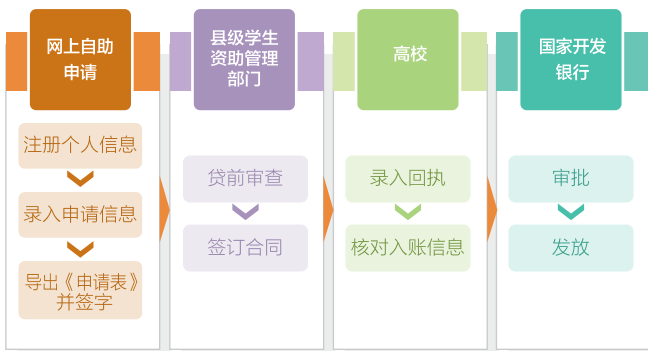 网上自助
申请
注册个人信息
录入申请信息
导出《申请表》
并签字
县级学生
资助管理
部门
贷前审查
签订合同
高校
录入回执
核对入账信息
国家开发
银行
审批
发放